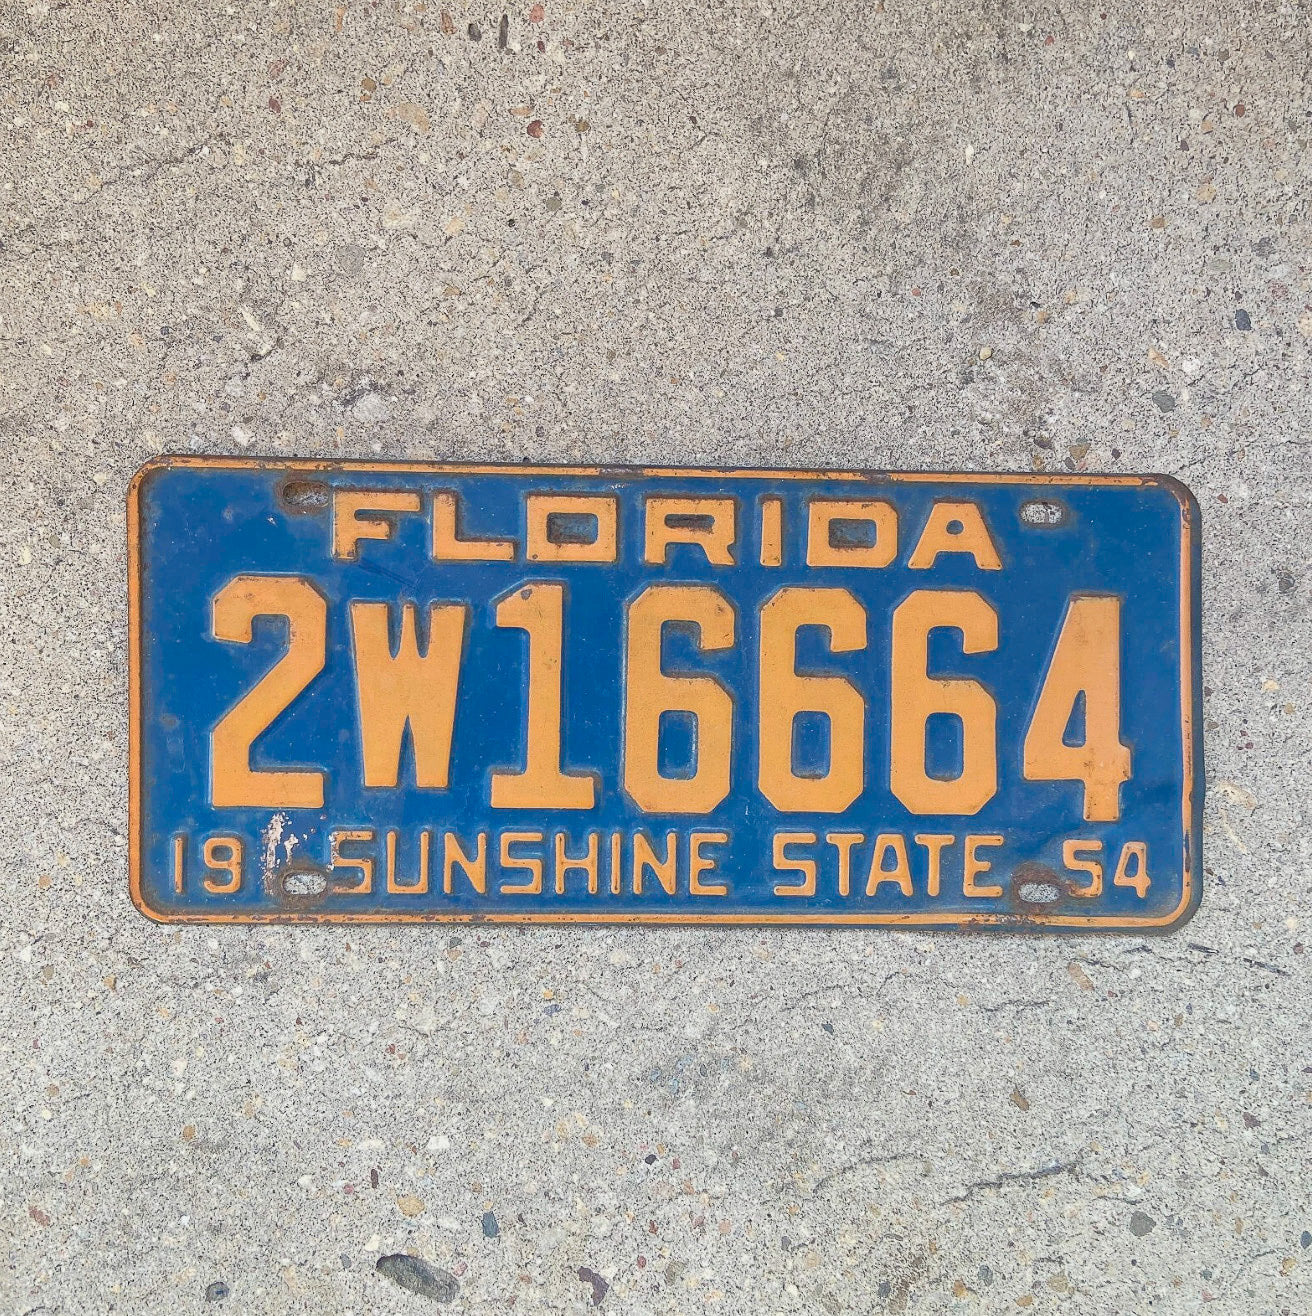 FLORIDA
2W16664
19 SUNSHINE STATE 54